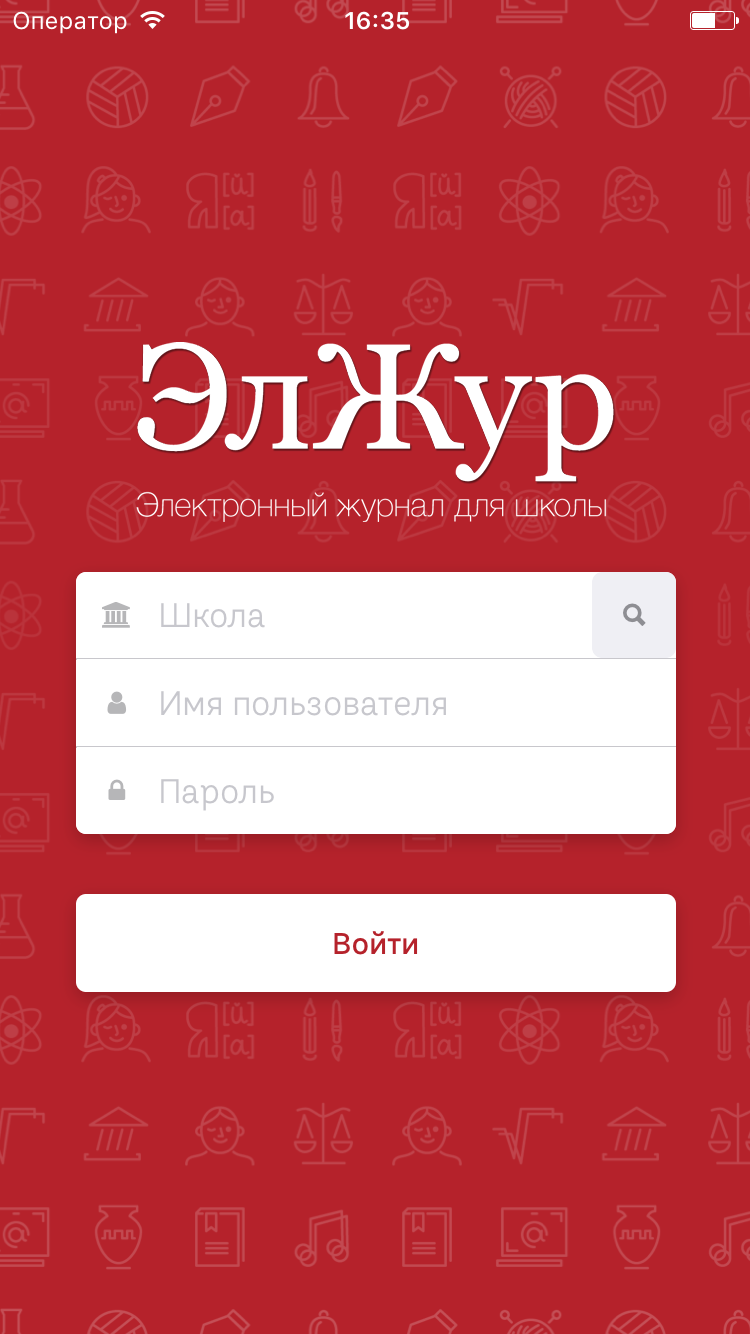 Оператор 16:35
ЭлЖур
Электронный журнал для школы
Школа
Имя пользователя
Пароль
Войти